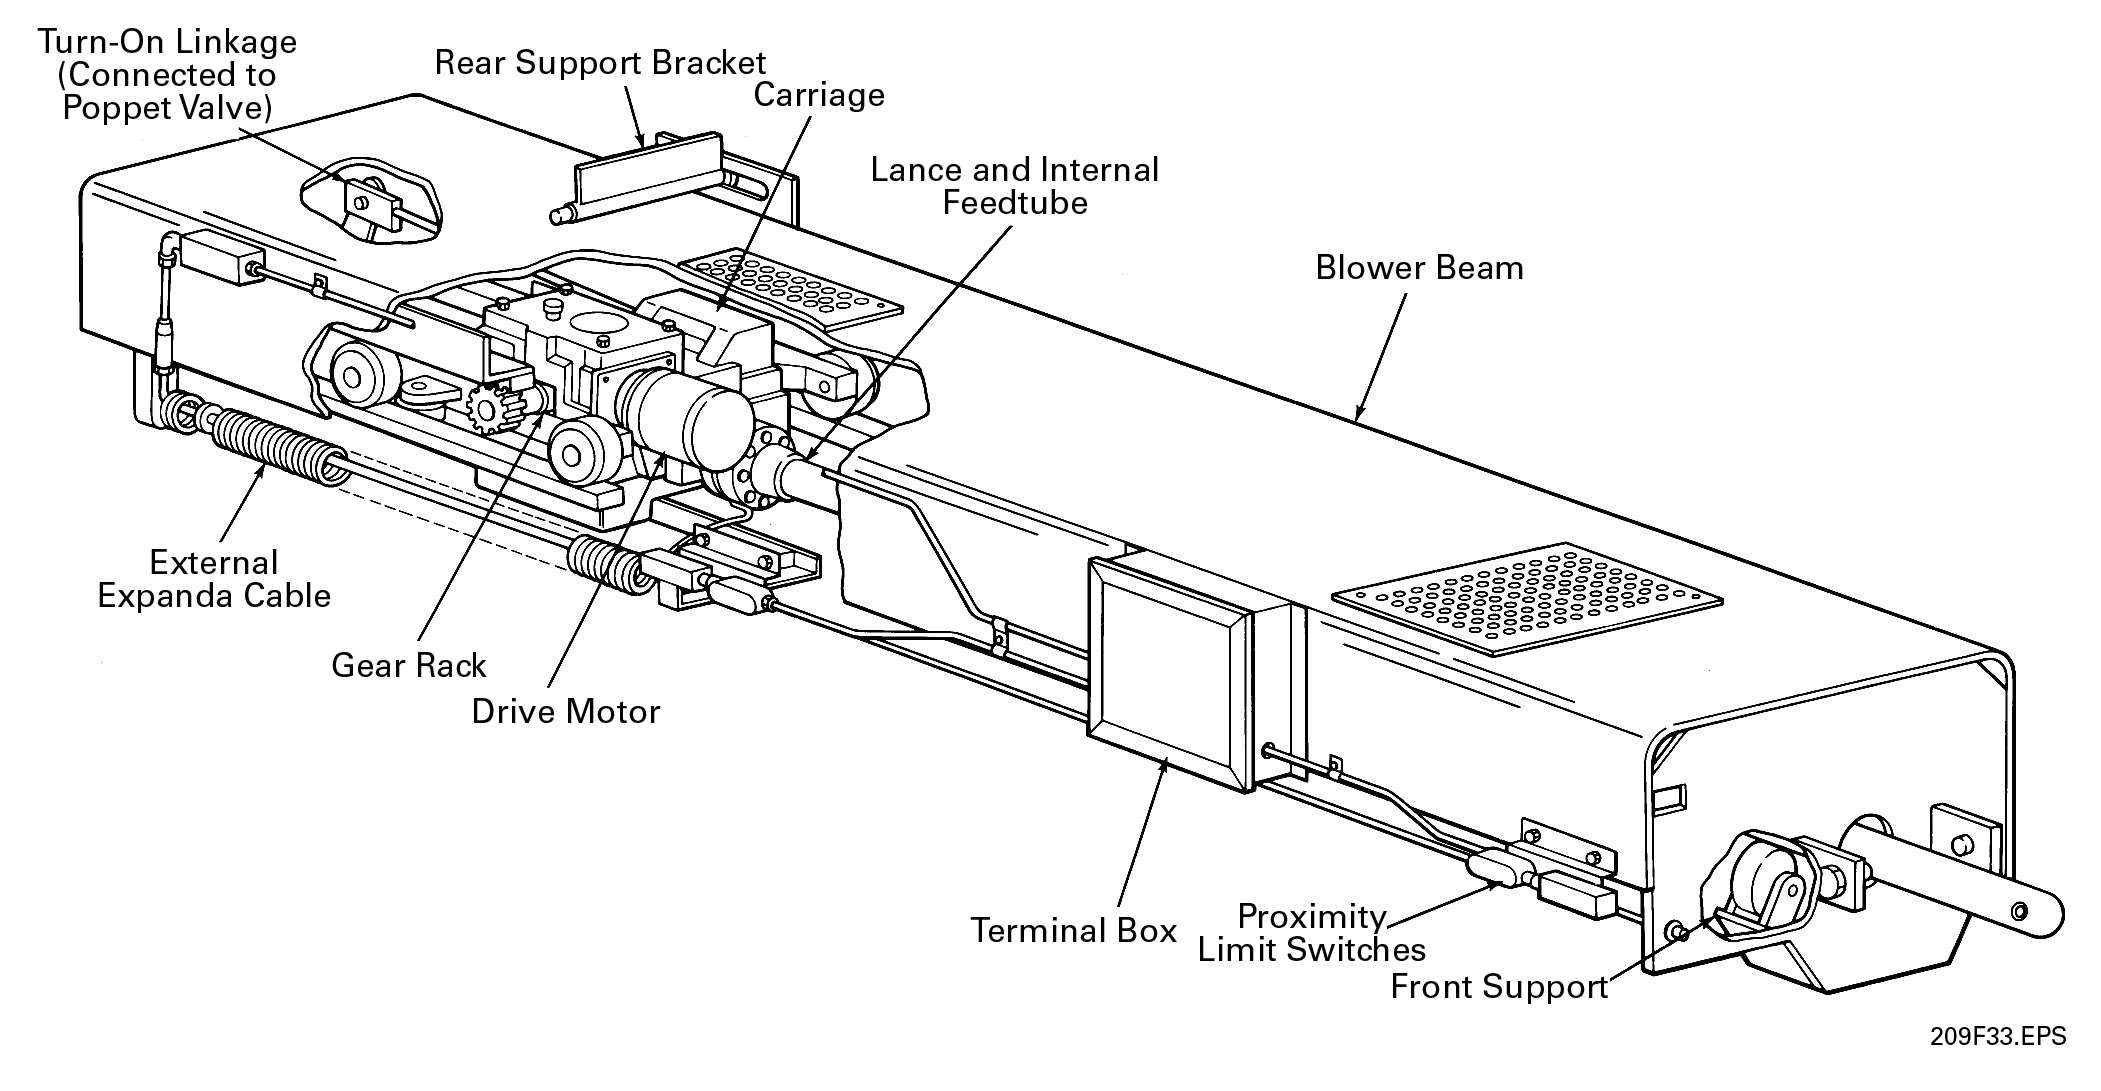 Turn-On Linkage
(Connected to
Poppet Valve)
Rear Support Bracket
Carriage
Lance and Internal
Feedtube
Blower Beam
External
Expanda Cable
Gear Rack
Drive Motor
Terminal Box
Proximity
Limit Switches
Front Support
209F33.EPS